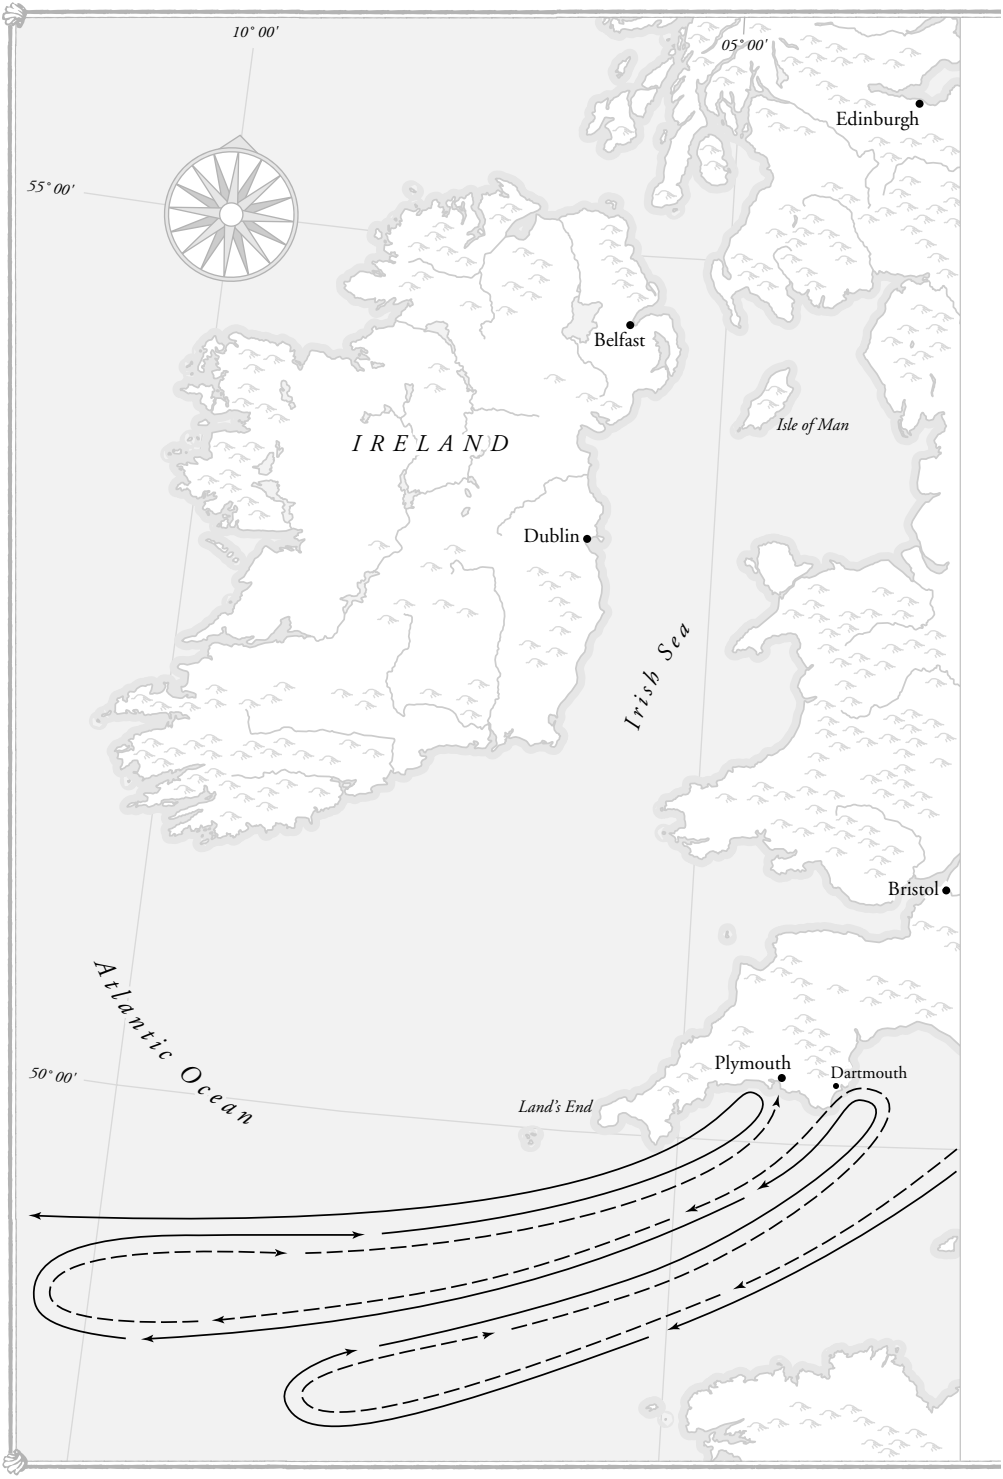 10° 00'
05° 00'
Edinburgh
55° 00'
Belfast
Isle of Man
IRELAND
Dublin
Irish Sea
Bristol
Atlantic Ocean
Plymouth
50° 00'
Dartmouth
Land's End